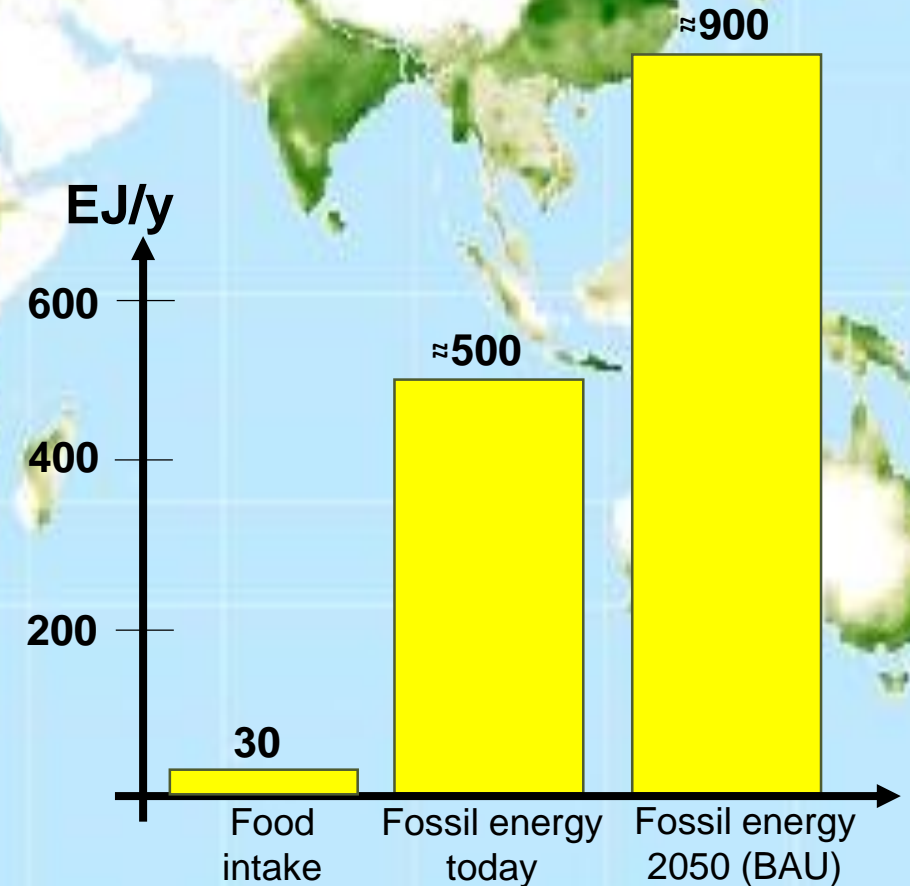 ≈900
EJ/y
600
≈500
400
200
30
Food
intake
Fossil energy
today
Fossil energy
2050 (BAU)